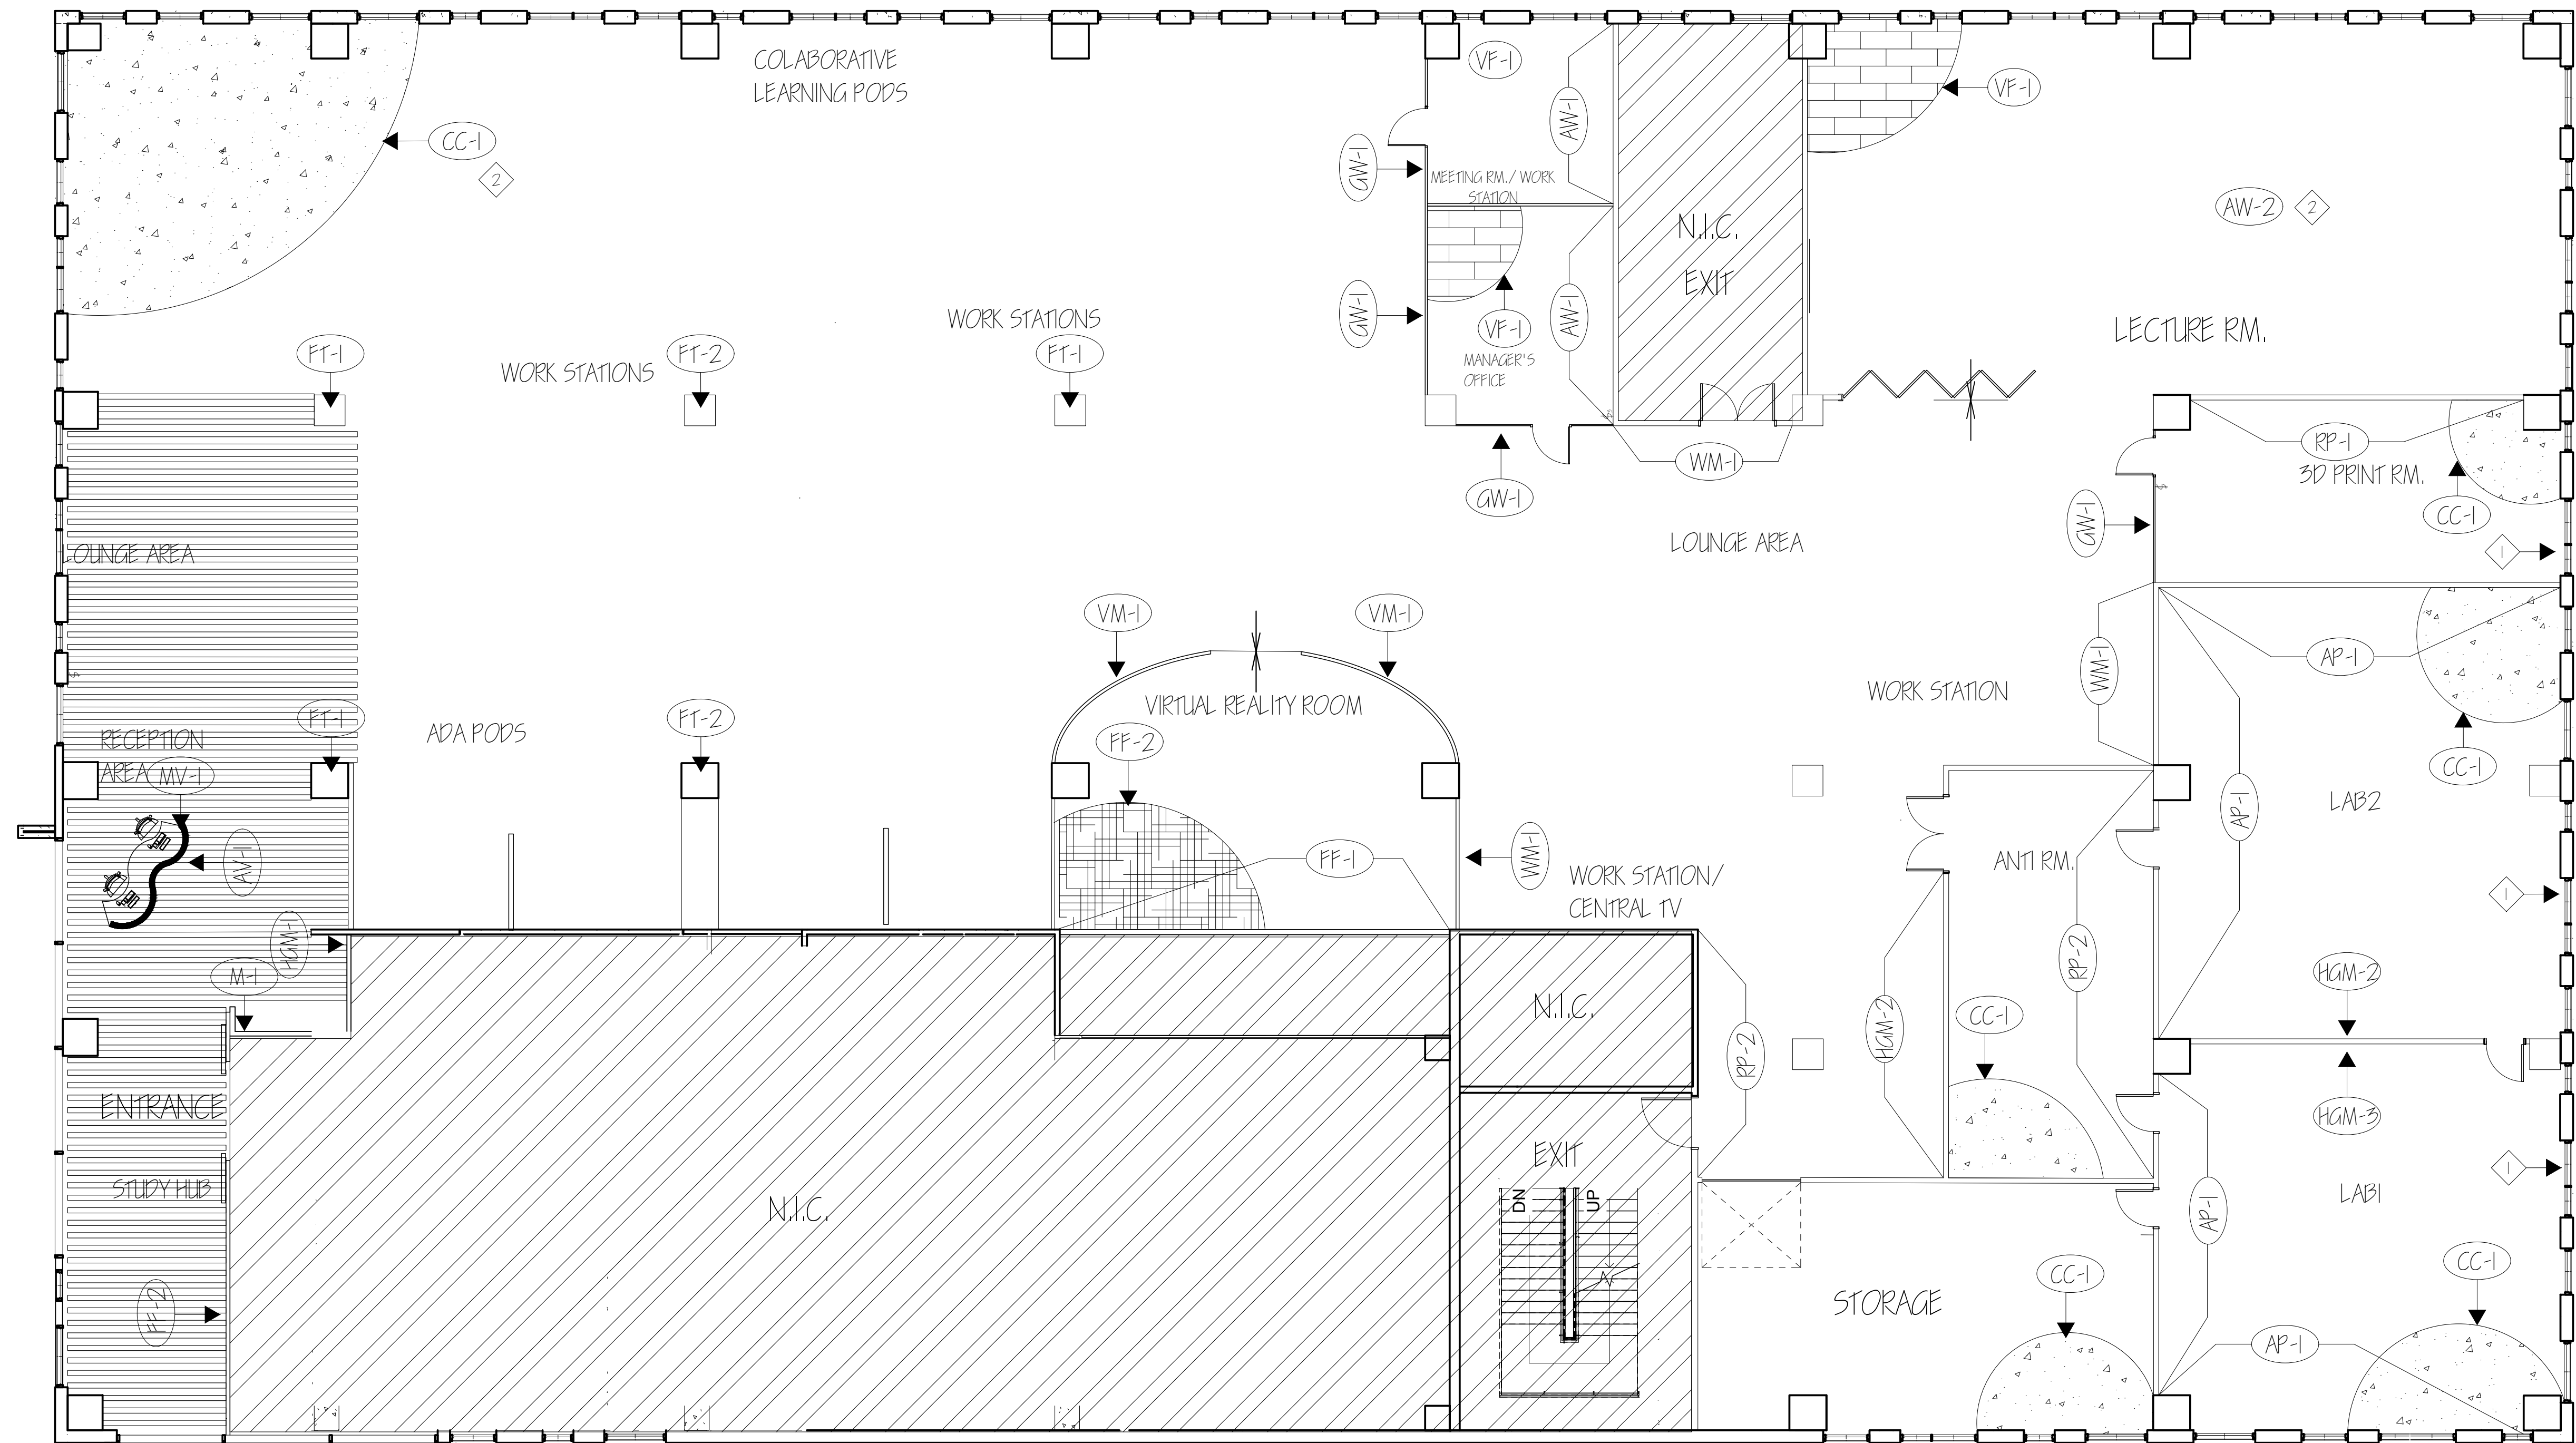 COLABORATIVE
LEARNING PODS
VF-1
AW-1
VF-1
CC-1
2
GW-1
MEETING RM./ WORK
STATION
N.I.C.
EXIT
AW-2
2
WORK STATIONS
GW-1
VF-1
AW-1
LECTURE RM.
FT-1
FT-2
FT-1
WORK STATIONS
MANAGER'S
OFFICE
WM-1
GW-1
RP-1
3D PRINT RM.
CC-1
GW-1
1
LOUNGE AREA
LOUNGE AREA
VM-1
VM-1
WM-1
AP-1
WORK STATION
VIRTUAL REALITY ROOM
FT-1
FT-2
ADA PODS
RECEPTION
AREA
MV-1
FF-2
CC-1
AP-1
LAB2
AV-1
FF-1
WM-1
WORK STATION/
CENTRAL TV
ANTI RM.
1
HGM-1
M-1
RP-2
HGM-2
N.I.C.
CC-1
HGM-2
RP-2
HGM-3
ENTRANCE
EXIT
STUDY HUB
N.I.C.
DN
UP
AP-1
LAB1
1
FF-2
STORAGE
CC-1
CC-1
AP-1